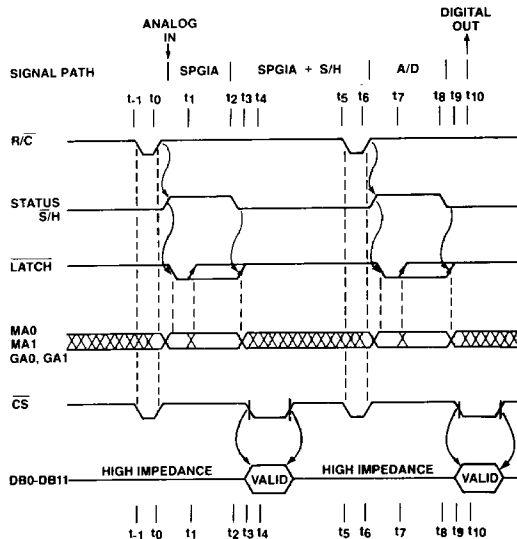 ANALOG IN
DIGITAL OUT
SIGNAL PATH SPGIA SPGIA + S/H A/D
t-1 t0 t1 t2 t3 t4 t5 t6 t7 t8 t9 t10
R/C̅
STATUS
S̅/H
L̅A̅T̅C̅H̅
MA0
MA1
GA0, GA1
C̅S̅
DB0-DB11 HIGH IMPEDANCE VALID HIGH IMPEDANCE VALID
t-1 t0 t1 t2 t3 t4 t5 t6 t7 t8 t9 t10